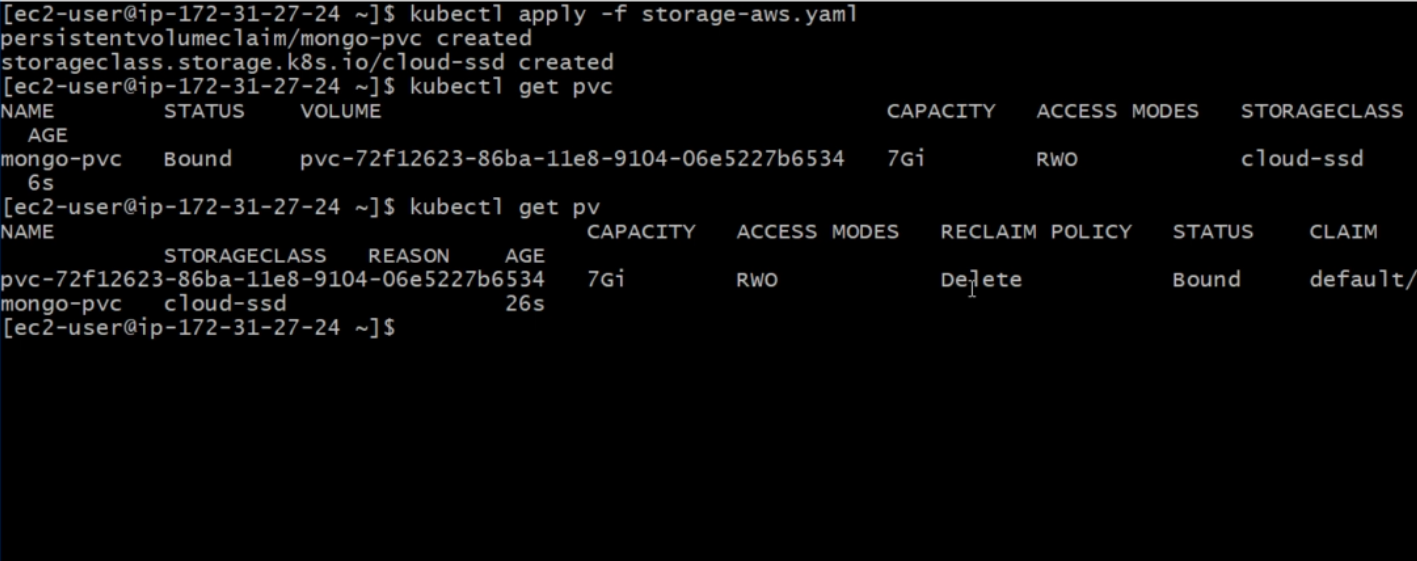 [ec2-user@ip-172-31-27-24 ~]$ kubectl apply -f storage-aws.yaml
persistentvolumeclaim/mongo-pvc created
storageclass.storage.k8s.io/cloud-ssd created
[ec2-user@ip-172-31-27-24 ~]$ kubectl get pvc
NAME        STATUS    VOLUME                                     CAPACITY   ACCESS MODES   STORAGECLASS
  AGE
mongo-pvc   Bound     pvc-72f12623-86ba-11e8-9104-06e5227b6534   7Gi        RWO            cloud-ssd
  6s
[ec2-user@ip-172-31-27-24 ~]$ kubectl get pv
NAME                                       CAPACITY   ACCESS MODES   RECLAIM POLICY   STATUS    CLAIM
            STORAGECLASS   REASON    AGE
pvc-72f12623-86ba-11e8-9104-06e5227b6534   7Gi        RWO            Delete           Bound     default/
mongo-pvc   cloud-ssd                26s
[ec2-user@ip-172-31-27-24 ~]$